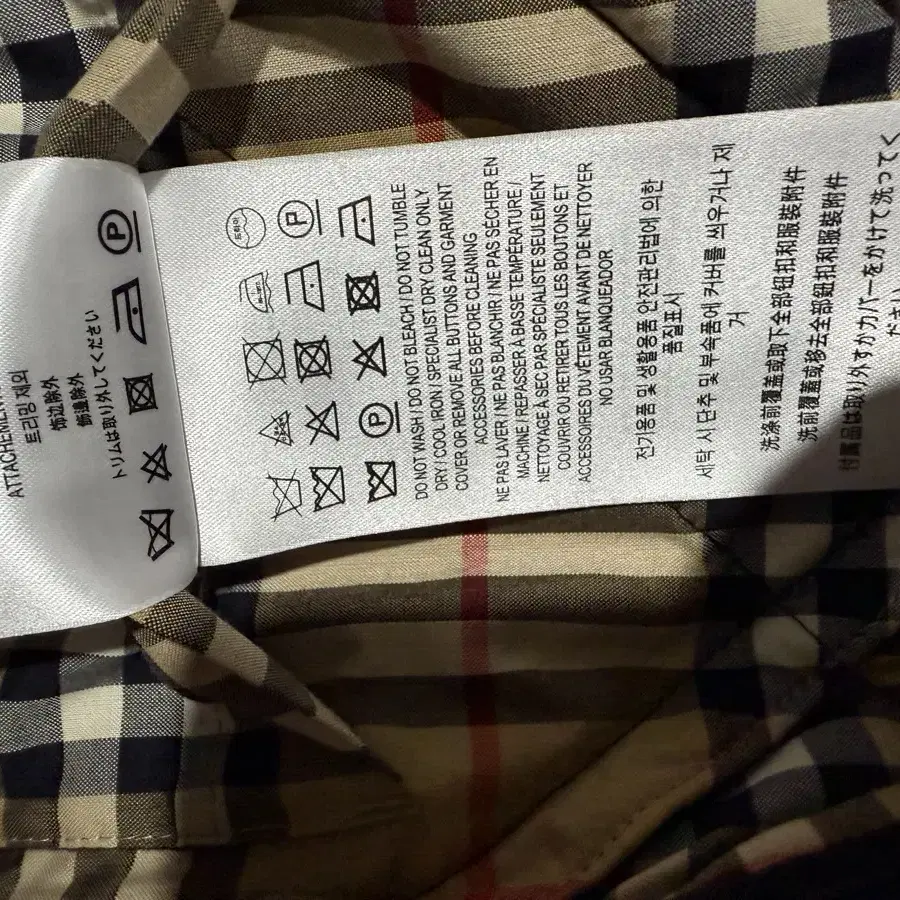 ATTACHEMEN
트리밍 제외
饰边除外
飾邊除外
トリムは取り外してください
P
드라이
P
P
DO NOT WASH / DO NOT BLEACH / DO NOT TUMBLE
DRY / COOL IRON / SPECIALIST DRY CLEAN ONLY
COVER OR REMOVE ALL BUTTONS AND GARMENT
ACCESSORIES BEFORE CLEANING
NE PAS LAVER / NE PAS BLANCHIR / NE PAS SÉCHER EN
MACHINE / REPASSER À BASSE TEMPÉRATURE /
NETTOYAGE À SEC PAR SPÉCIALISTE SEULEMENT
COUVRIR OU RETIRER TOUS LES BOUTONS ET
ACCESSOIRES DU VÊTEMENT AVANT DE NETTOYER
NO USAR BLANQUEADOR
전기용품 및 생활용품 안전관리법에 의한
품질표시
세탁 시 단추 및 부속품에 커버를 씌우거나 제
거
洗涤前覆盖或取下全部纽扣和服装附件
洗滌前覆蓋或移去全部鈕扣和服裝附件
付属品は取り外すかカバーをかけて洗ってく
ださい